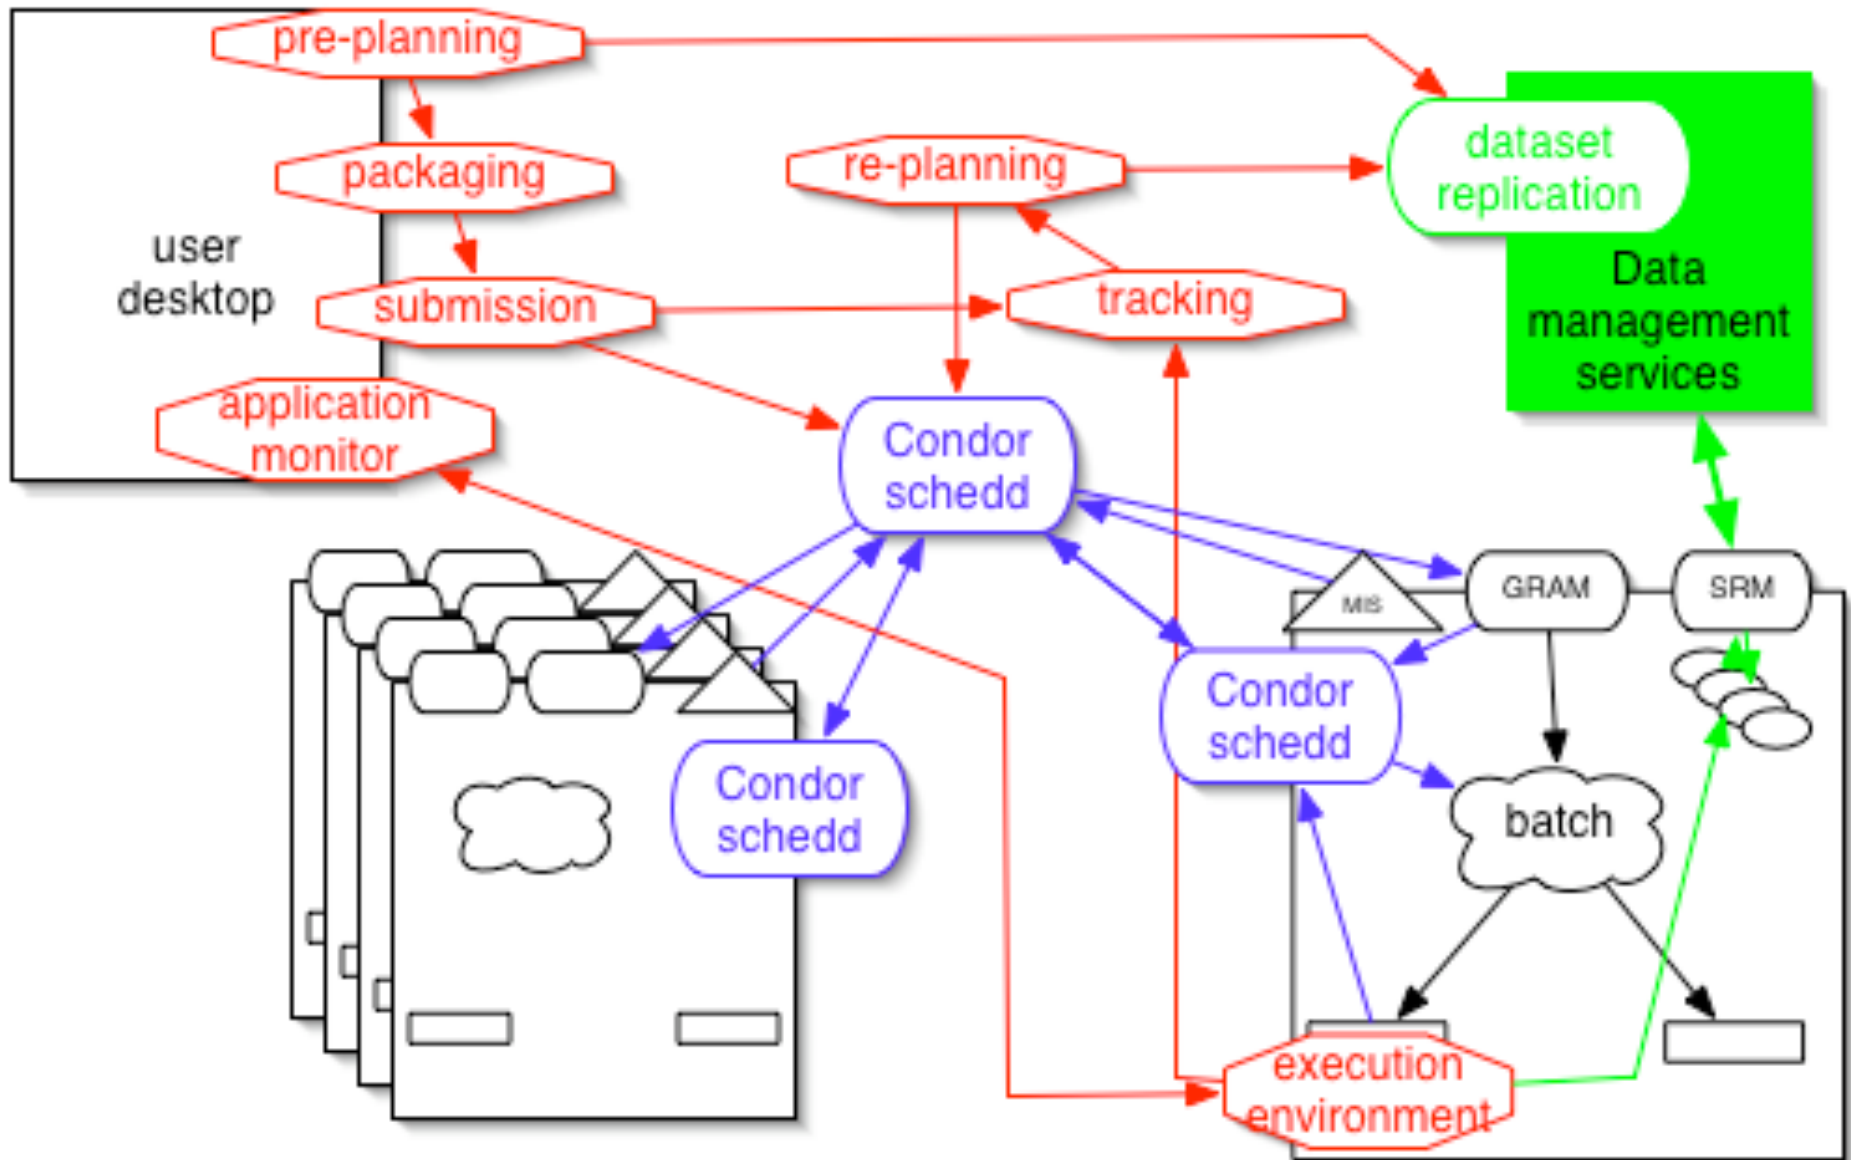 pre-planning
packaging
re-planning
dataset
replication
user
desktop
submission
tracking
Data
management
services
application
monitor
Condor
schedd
MIS
GRAM
SRM
Condor
schedd
Condor
schedd
batch
execution
environment